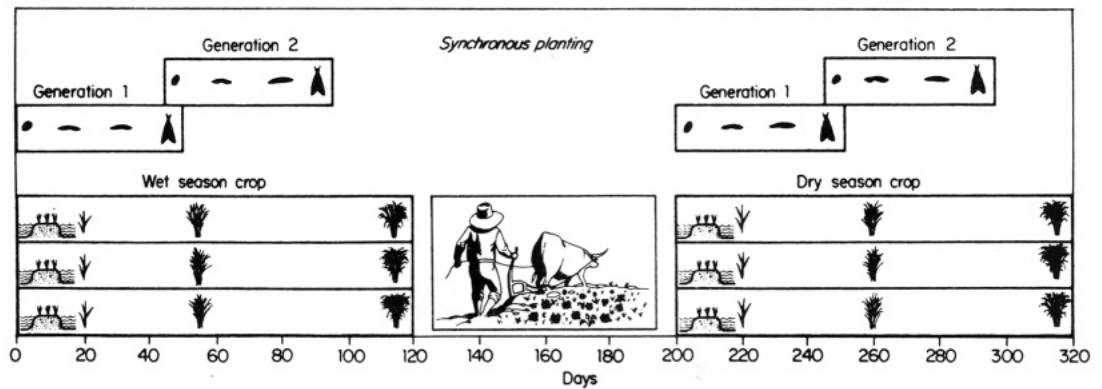 Synchronous planting
Generation 1
Generation 2
Generation 1
Generation 2
Wet season crop
Dry season crop
0 20 40 60 80 100 120 140 160 180 200 220 240 260 280 300 320
Days